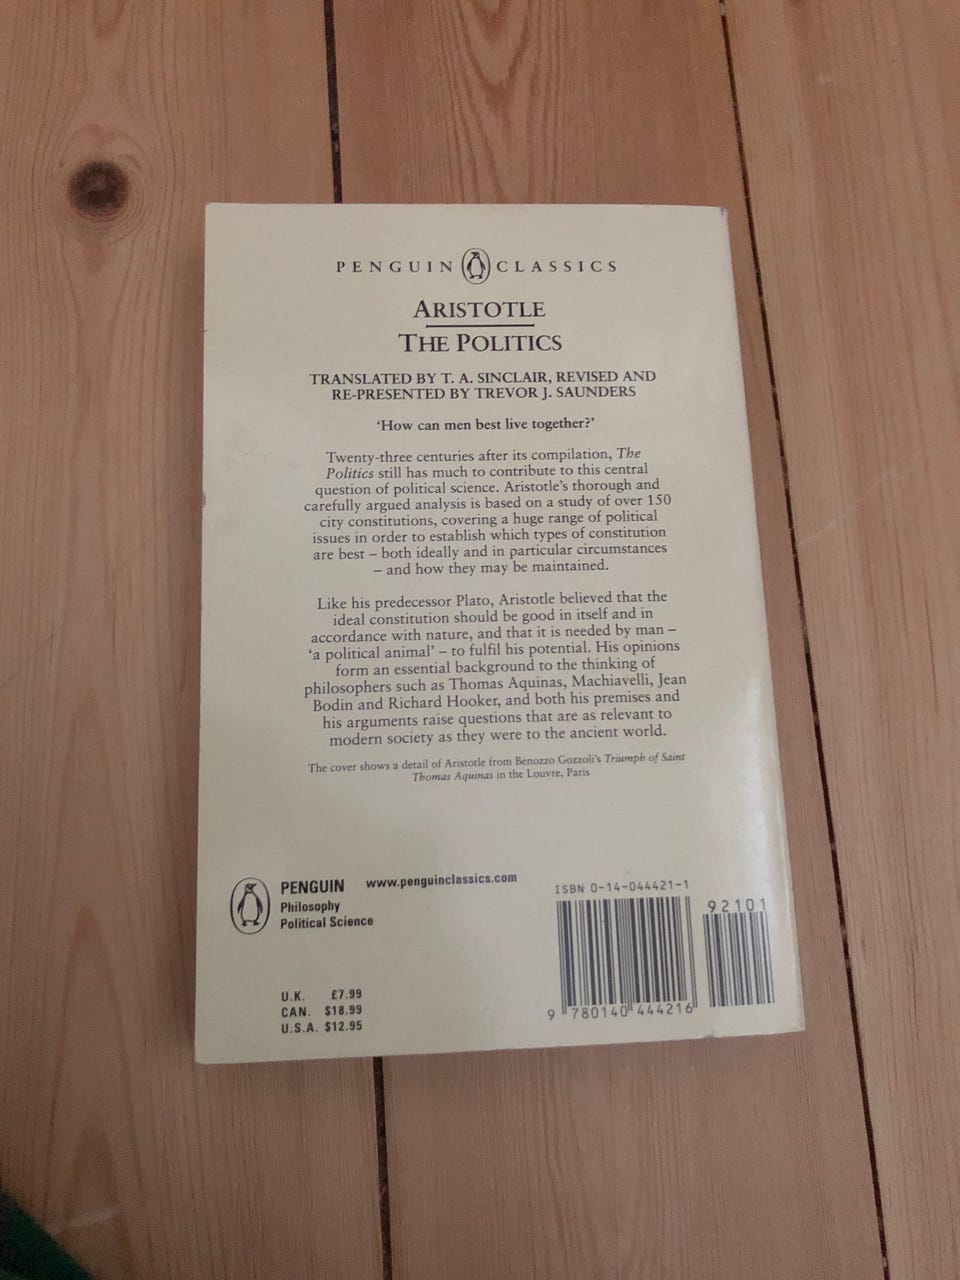 PENGUIN CLASSICS
ARISTOTLE
THE POLITICS
TRANSLATED BY T. A. SINCLAIR, REVISED AND
RE-PRESENTED BY TREVOR J. SAUNDERS
‘How can men best live together?’
Twenty-three centuries after its compilation, The
Politics still has much to contribute to this central
question of political science. Aristotle’s thorough and
carefully argued analysis is based on a study of over 150
city constitutions, covering a huge range of political
issues in order to establish which types of constitution
are best – both ideally and in particular circumstances
– and how they may be maintained.
Like his predecessor Plato, Aristotle believed that the
ideal constitution should be good in itself and in
accordance with nature, and that it is needed by man –
‘a political animal’ – to fulfil his potential. His opinions
form an essential background to the thinking of
philosophers such as Thomas Aquinas, Machiavelli, Jean
Bodin and Richard Hooker, and both his premises and
his arguments raise questions that are as relevant to
modern society as they were to the ancient world.
The cover shows a detail of Aristotle from Benozzo Gozzoli’s Triumph of Saint
Thomas Aquinas in the Louvre, Paris
PENGUIN www.penguinclassics.com
Philosophy
Political Science
ISBN 0-14-044421-1
92101
9 780140 444216
U.K. £7.99
CAN. $18.99
U.S.A. $12.95